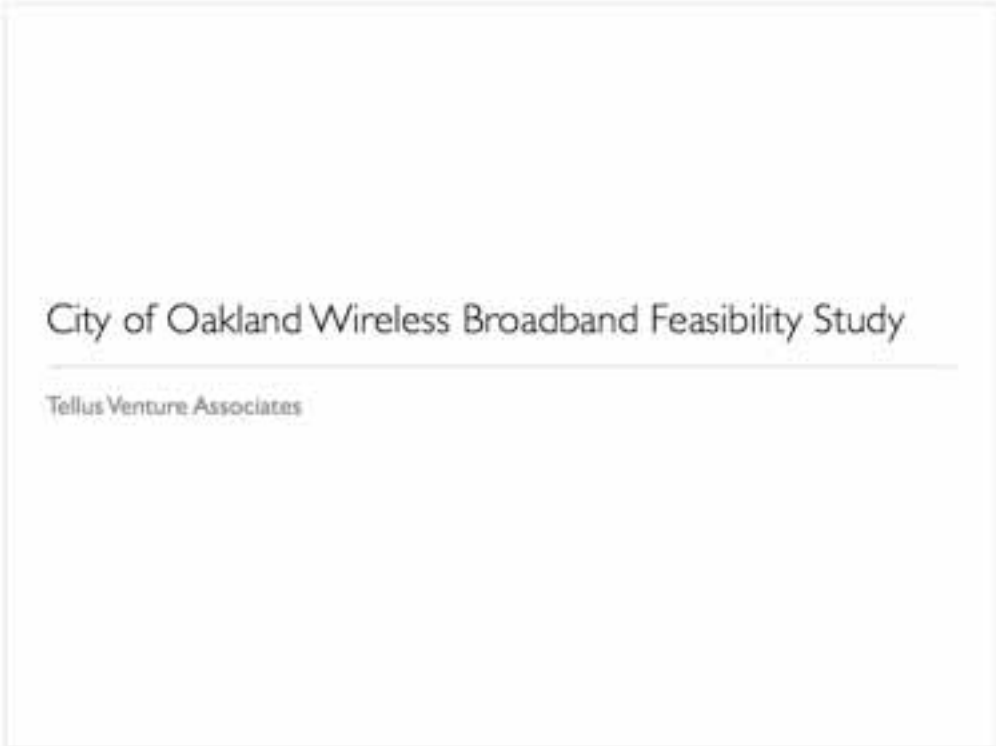 City of Oakland Wireless Broadband Feasibility Study
Tellus Venture Associates